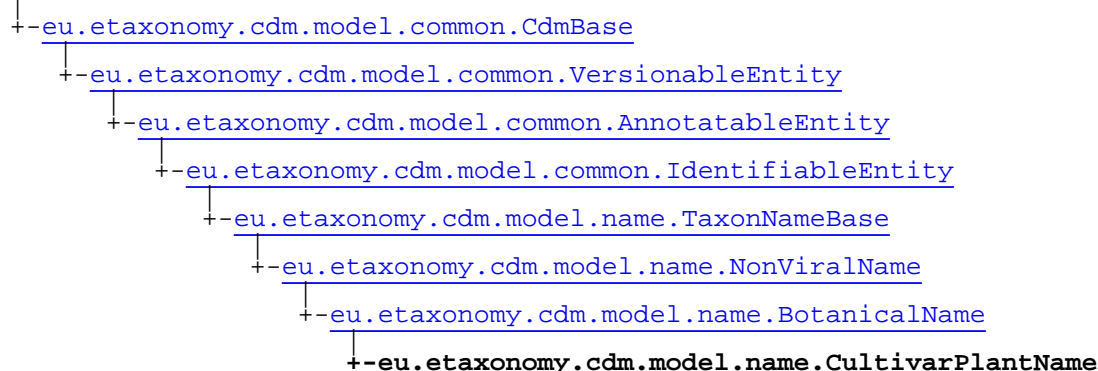 +-eu.etaxonomy.cdm.model.common.CdmBase
+-eu.etaxonomy.cdm.model.common.VersionableEntity
+-eu.etaxonomy.cdm.model.common.AnnotatableEntity
+-eu.etaxonomy.cdm.model.common.IdentifiableEntity
+-eu.etaxonomy.cdm.model.name.TaxonNameBase
+-eu.etaxonomy.cdm.model.name.NonViralName
+-eu.etaxonomy.cdm.model.name.BotanicalName
+-eu.etaxonomy.cdm.model.name.CultivarPlantName